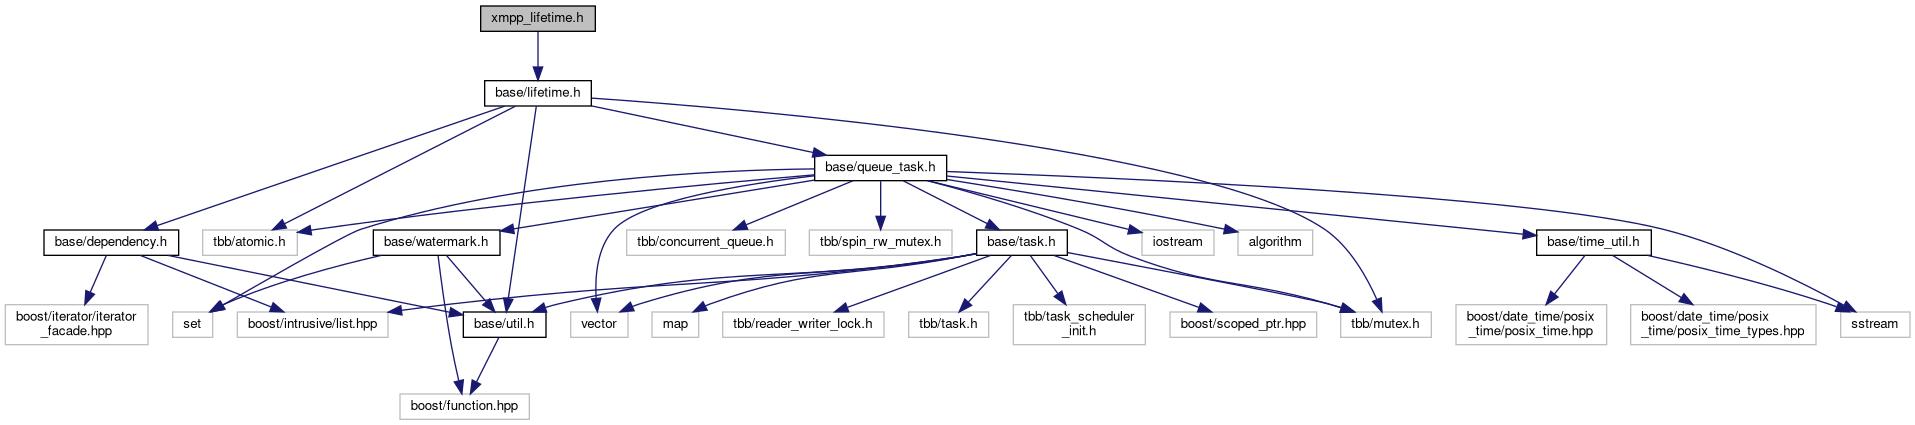 xmpp_lifetime.h
base/lifetime.h
base/queue_task.h
base/dependency.h
tbb/atomic.h
base/watermark.h
tbb/concurrent_queue.h
tbb/spin_rw_mutex.h
base/task.h
iostream
algorithm
base/time_util.h
boost/iterator/iterator
_facade.hpp
set
boost/intrusive/list.hpp
base/util.h
vector
map
tbb/reader_writer_lock.h
tbb/task.h
tbb/task_scheduler
_init.h
boost/scoped_ptr.hpp
tbb/mutex.h
boost/date_time/posix
_time/posix_time.hpp
boost/date_time/posix
_time/posix_time_types.hpp
sstream
boost/function.hpp